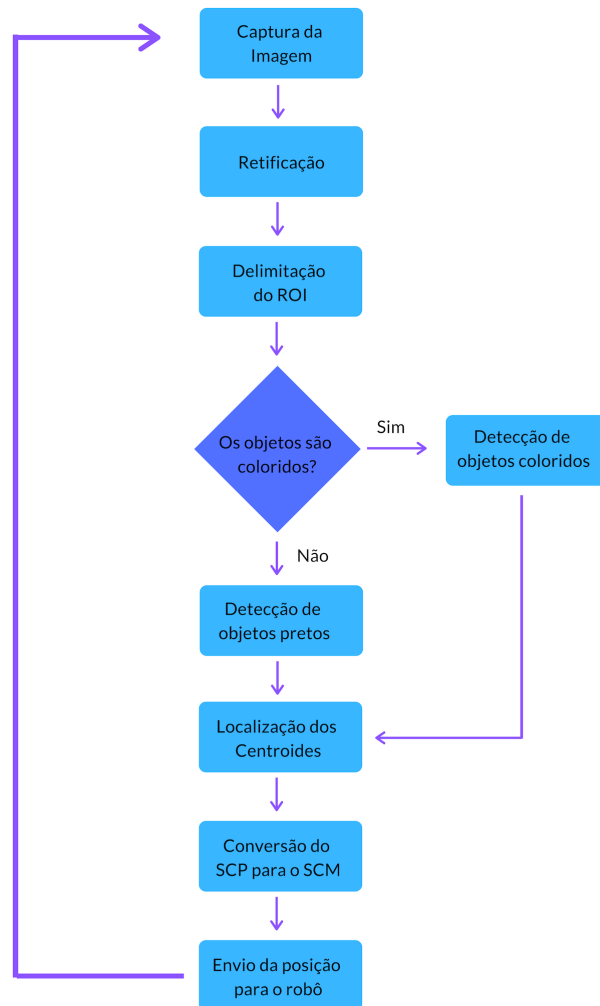 Captura da
Imagem
Retificação
Delimitação
do ROI
Os objetos são
coloridos?
Sim
Detecção de
objetos coloridos
Não
Detecção de
objetos pretos
Localização dos
Centroides
Conversão do
SCP para o SCM
Envio da posição
para o robô